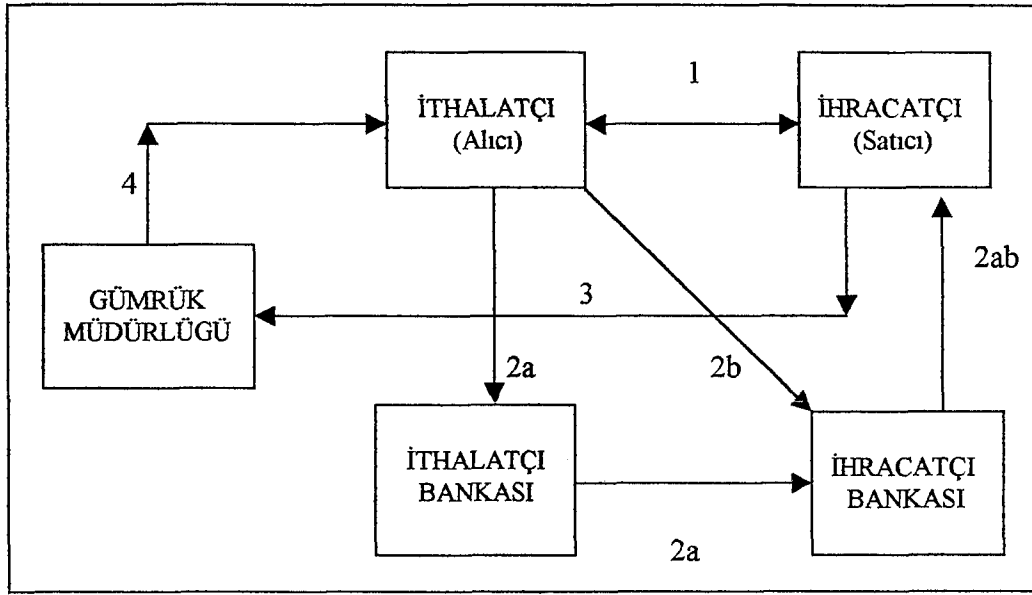 1
İTHALATÇI
(Alıcı)
İHRACATÇI
(Satıcı)
4
2ab
GÜMRÜK
MÜDÜRLÜGÜ
3
2a
2b
İTHALATÇI
BANKASI
İHRACATÇI
BANKASI
2a